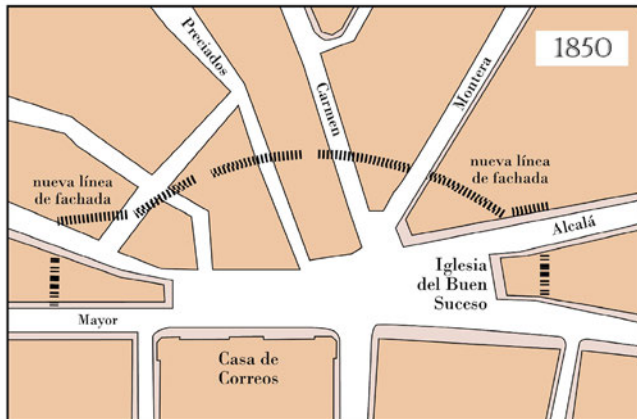 1850
Preciados
Carmen
Montera
nueva línea
de fachada
nueva línea
de fachada
Alcalá
Iglesia
del Buen
Suceso
Mayor
Casa de
Correos